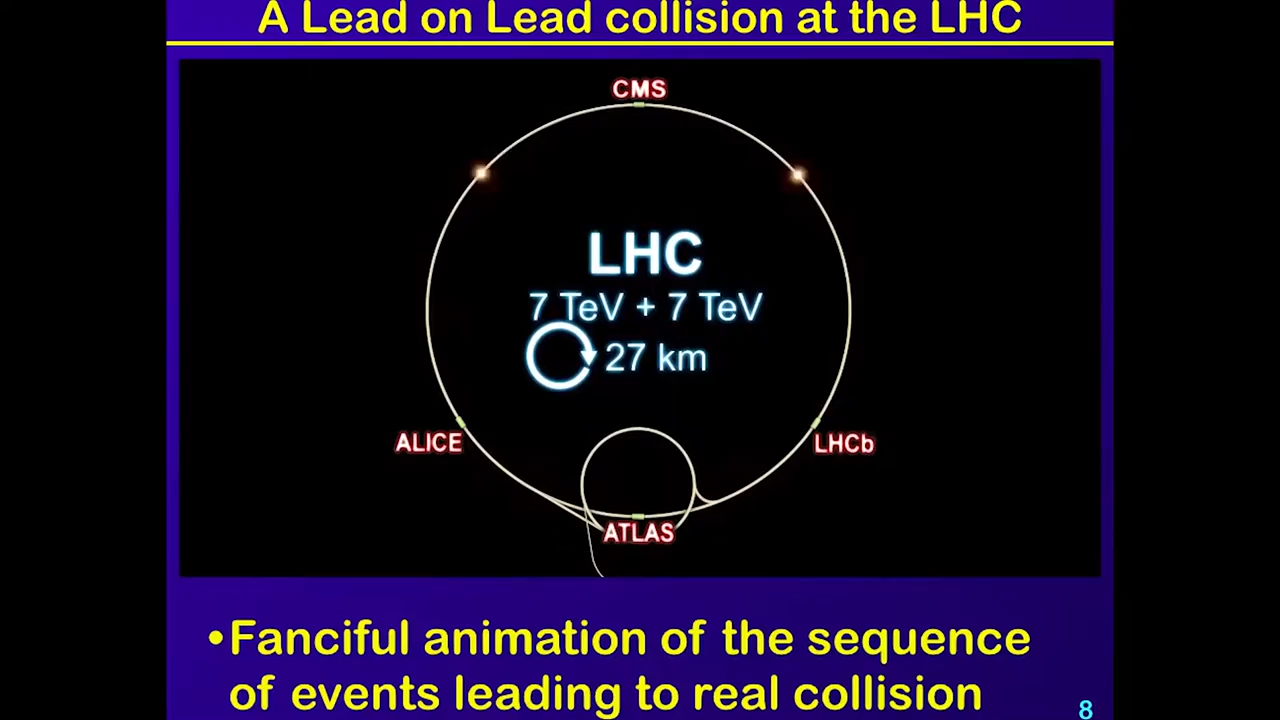 A Lead on Lead collision at the LHC
CMS
LHC
7 TeV + 7 TeV
27 km
ALICE
LHCb
ATLAS
•Fanciful animation of the sequence
of events leading to real collision
8